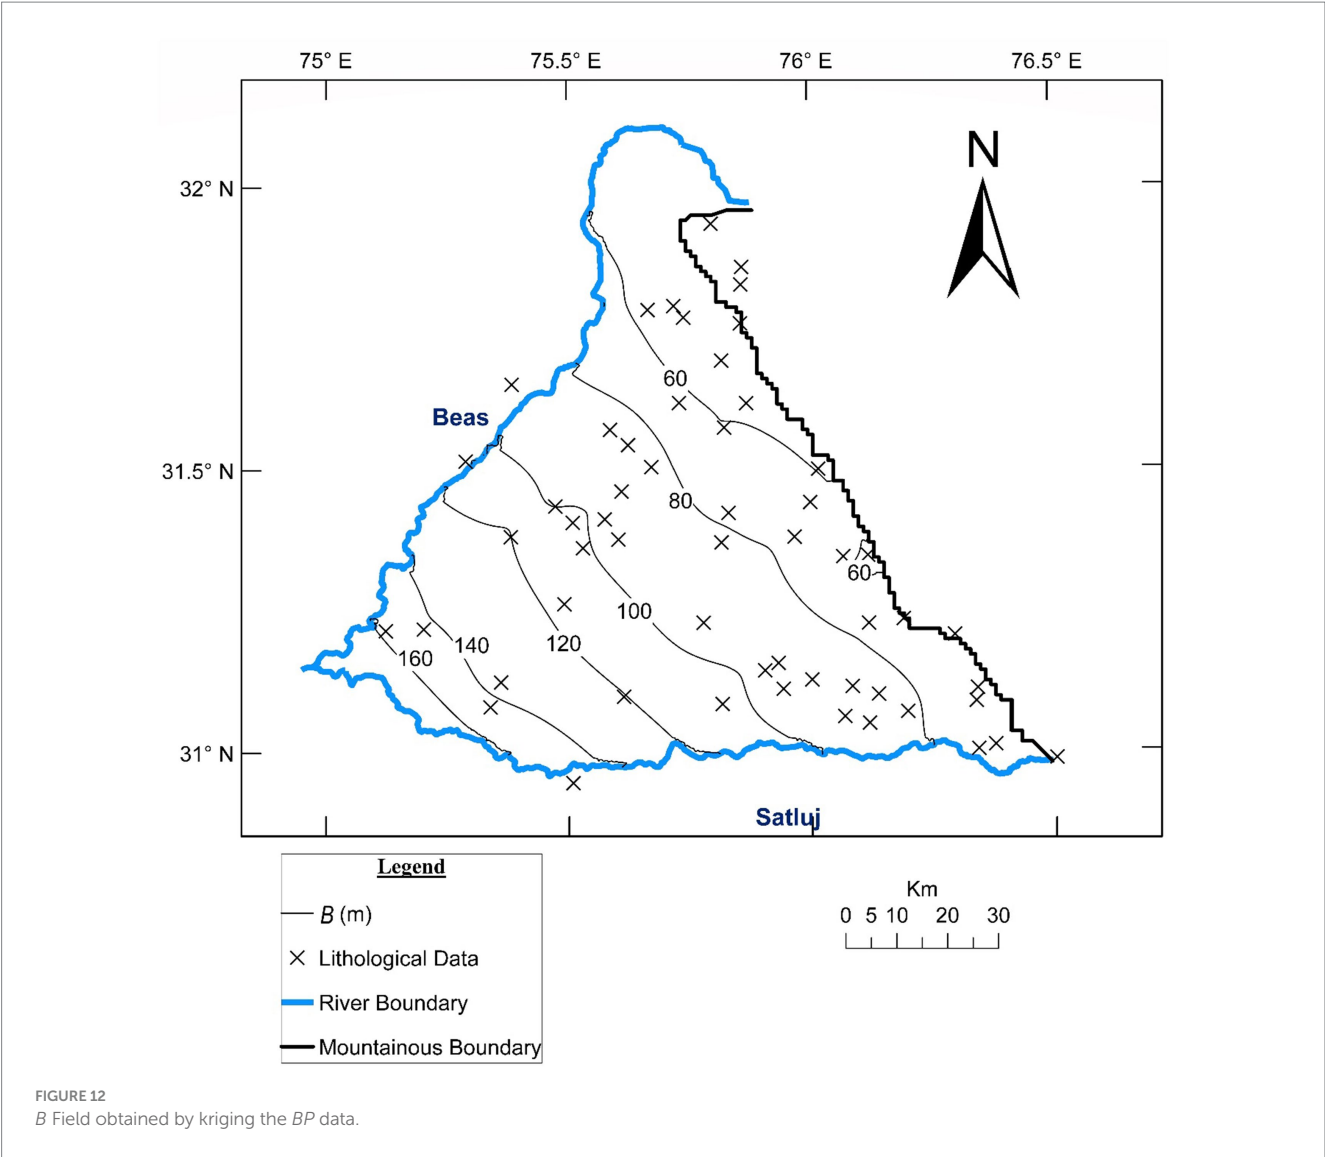 75° E 75.5° E 76° E 76.5° E
N
32° N
60
Beas
31.5° N
80
60
100
120
140
160
31° N
Satluj
Legend
B (m)
Lithological Data
River Boundary
Mountainous Boundary
Km
0 5 10 20 30
FIGURE 12
B Field obtained by kriging the BP data.